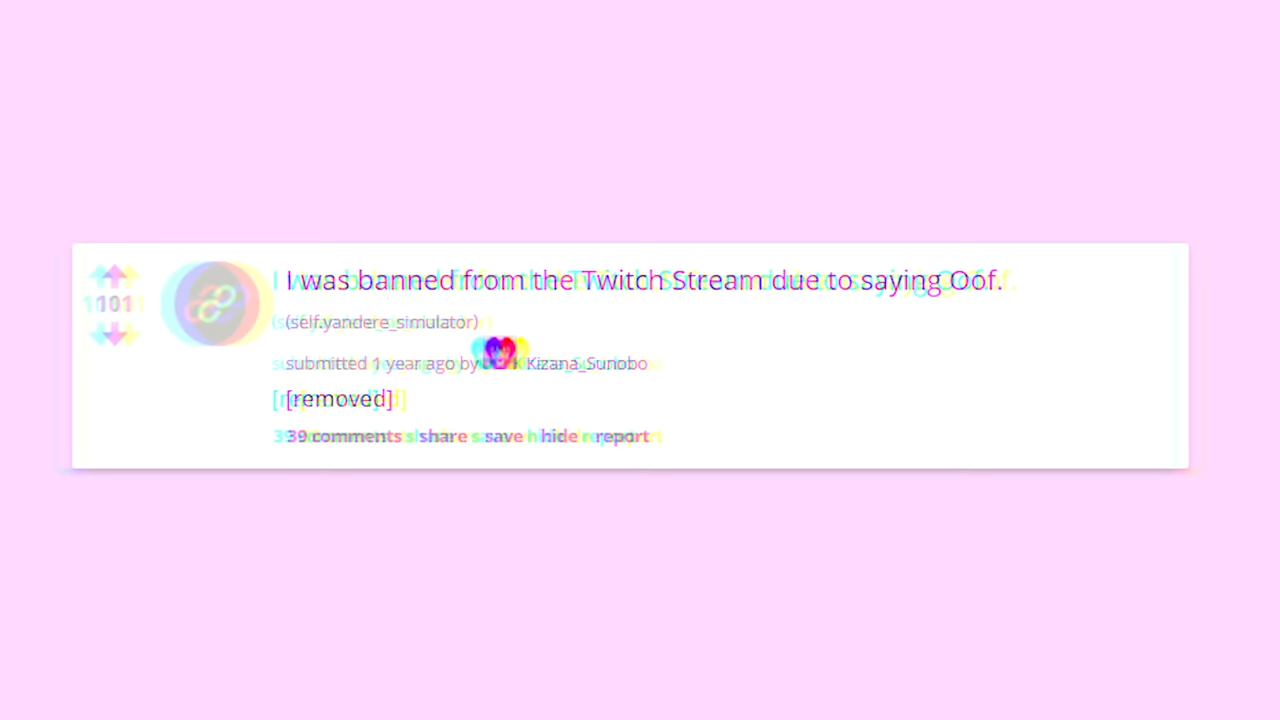 I was banned from the Twitch Stream due to saying Oof.
(self.yandere_simulator)
submitted 1 year ago by Kizana_Sunobo
[removed]
39 comments share save hide report